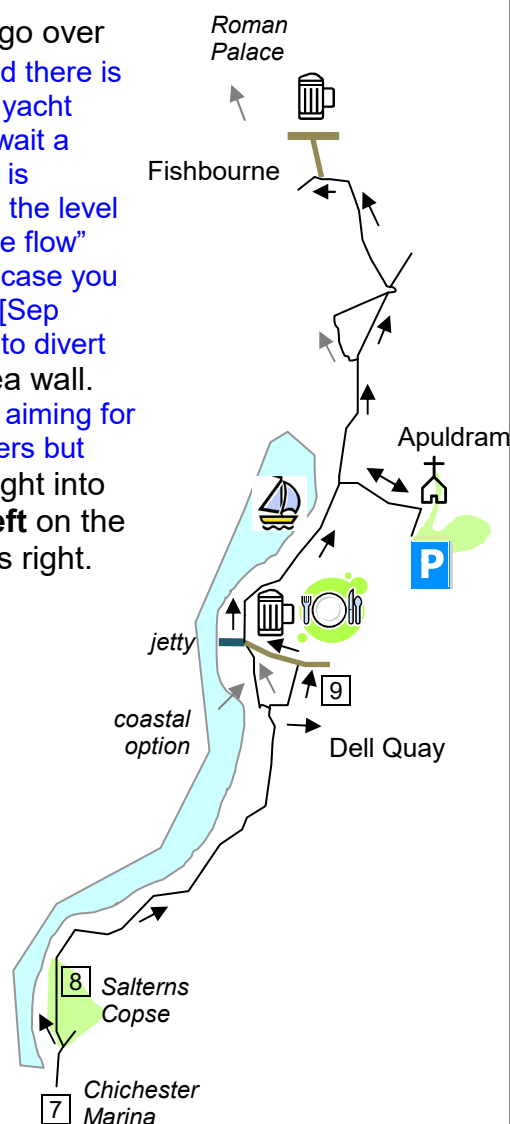 go over
d there is
yacht
wait a
is
the level
e flow”
case you
[Sep
to divert
ea wall.
aiming for
ers but
ght into
eft on the
s right.
Roman
Palace
Fishbourne
Apuldram
P
jetty
9
coastal
option
Dell Quay
8
Salterns
Copse
7
Chichester
Marina